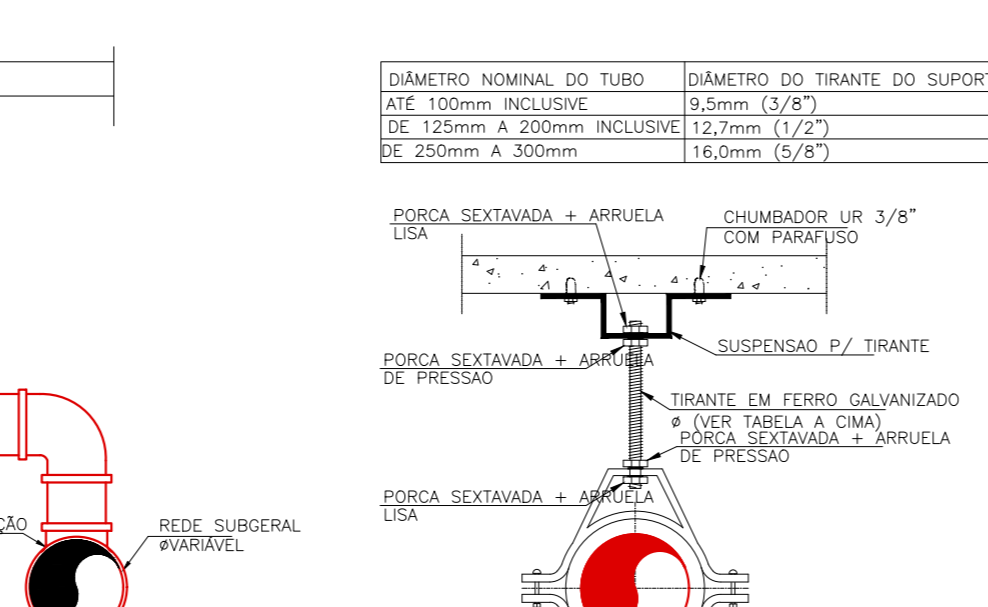 DIÂMETRO NOMINAL DO TUBO DIÂMETRO DO TIRANTE DO SUPORT
ATÉ 100mm INCLUSIVE 9,5mm (3/8")
DE 125mm A 200mm INCLUSIVE 12,7mm (1/2")
DE 250mm A 300mm 16,0mm (5/8")
PORCA SEXTAVADA + ARRUELA
LISA
CHUMBADOR UR 3/8"
COM PARAFUSO
SUSPENSAO P/ TIRANTE
PORCA SEXTAVADA + ARRUELA
DE PRESSAO
TIRANTE EM FERRO GALVANIZADO
ø (VER TABELA A CIMA)
PORCA SEXTAVADA + ARRUELA
DE PRESSAO
PORCA SEXTAVADA + ARRUELA
LISA
ÇÃO
REDE SUBGERAL
øVARIÁVEL